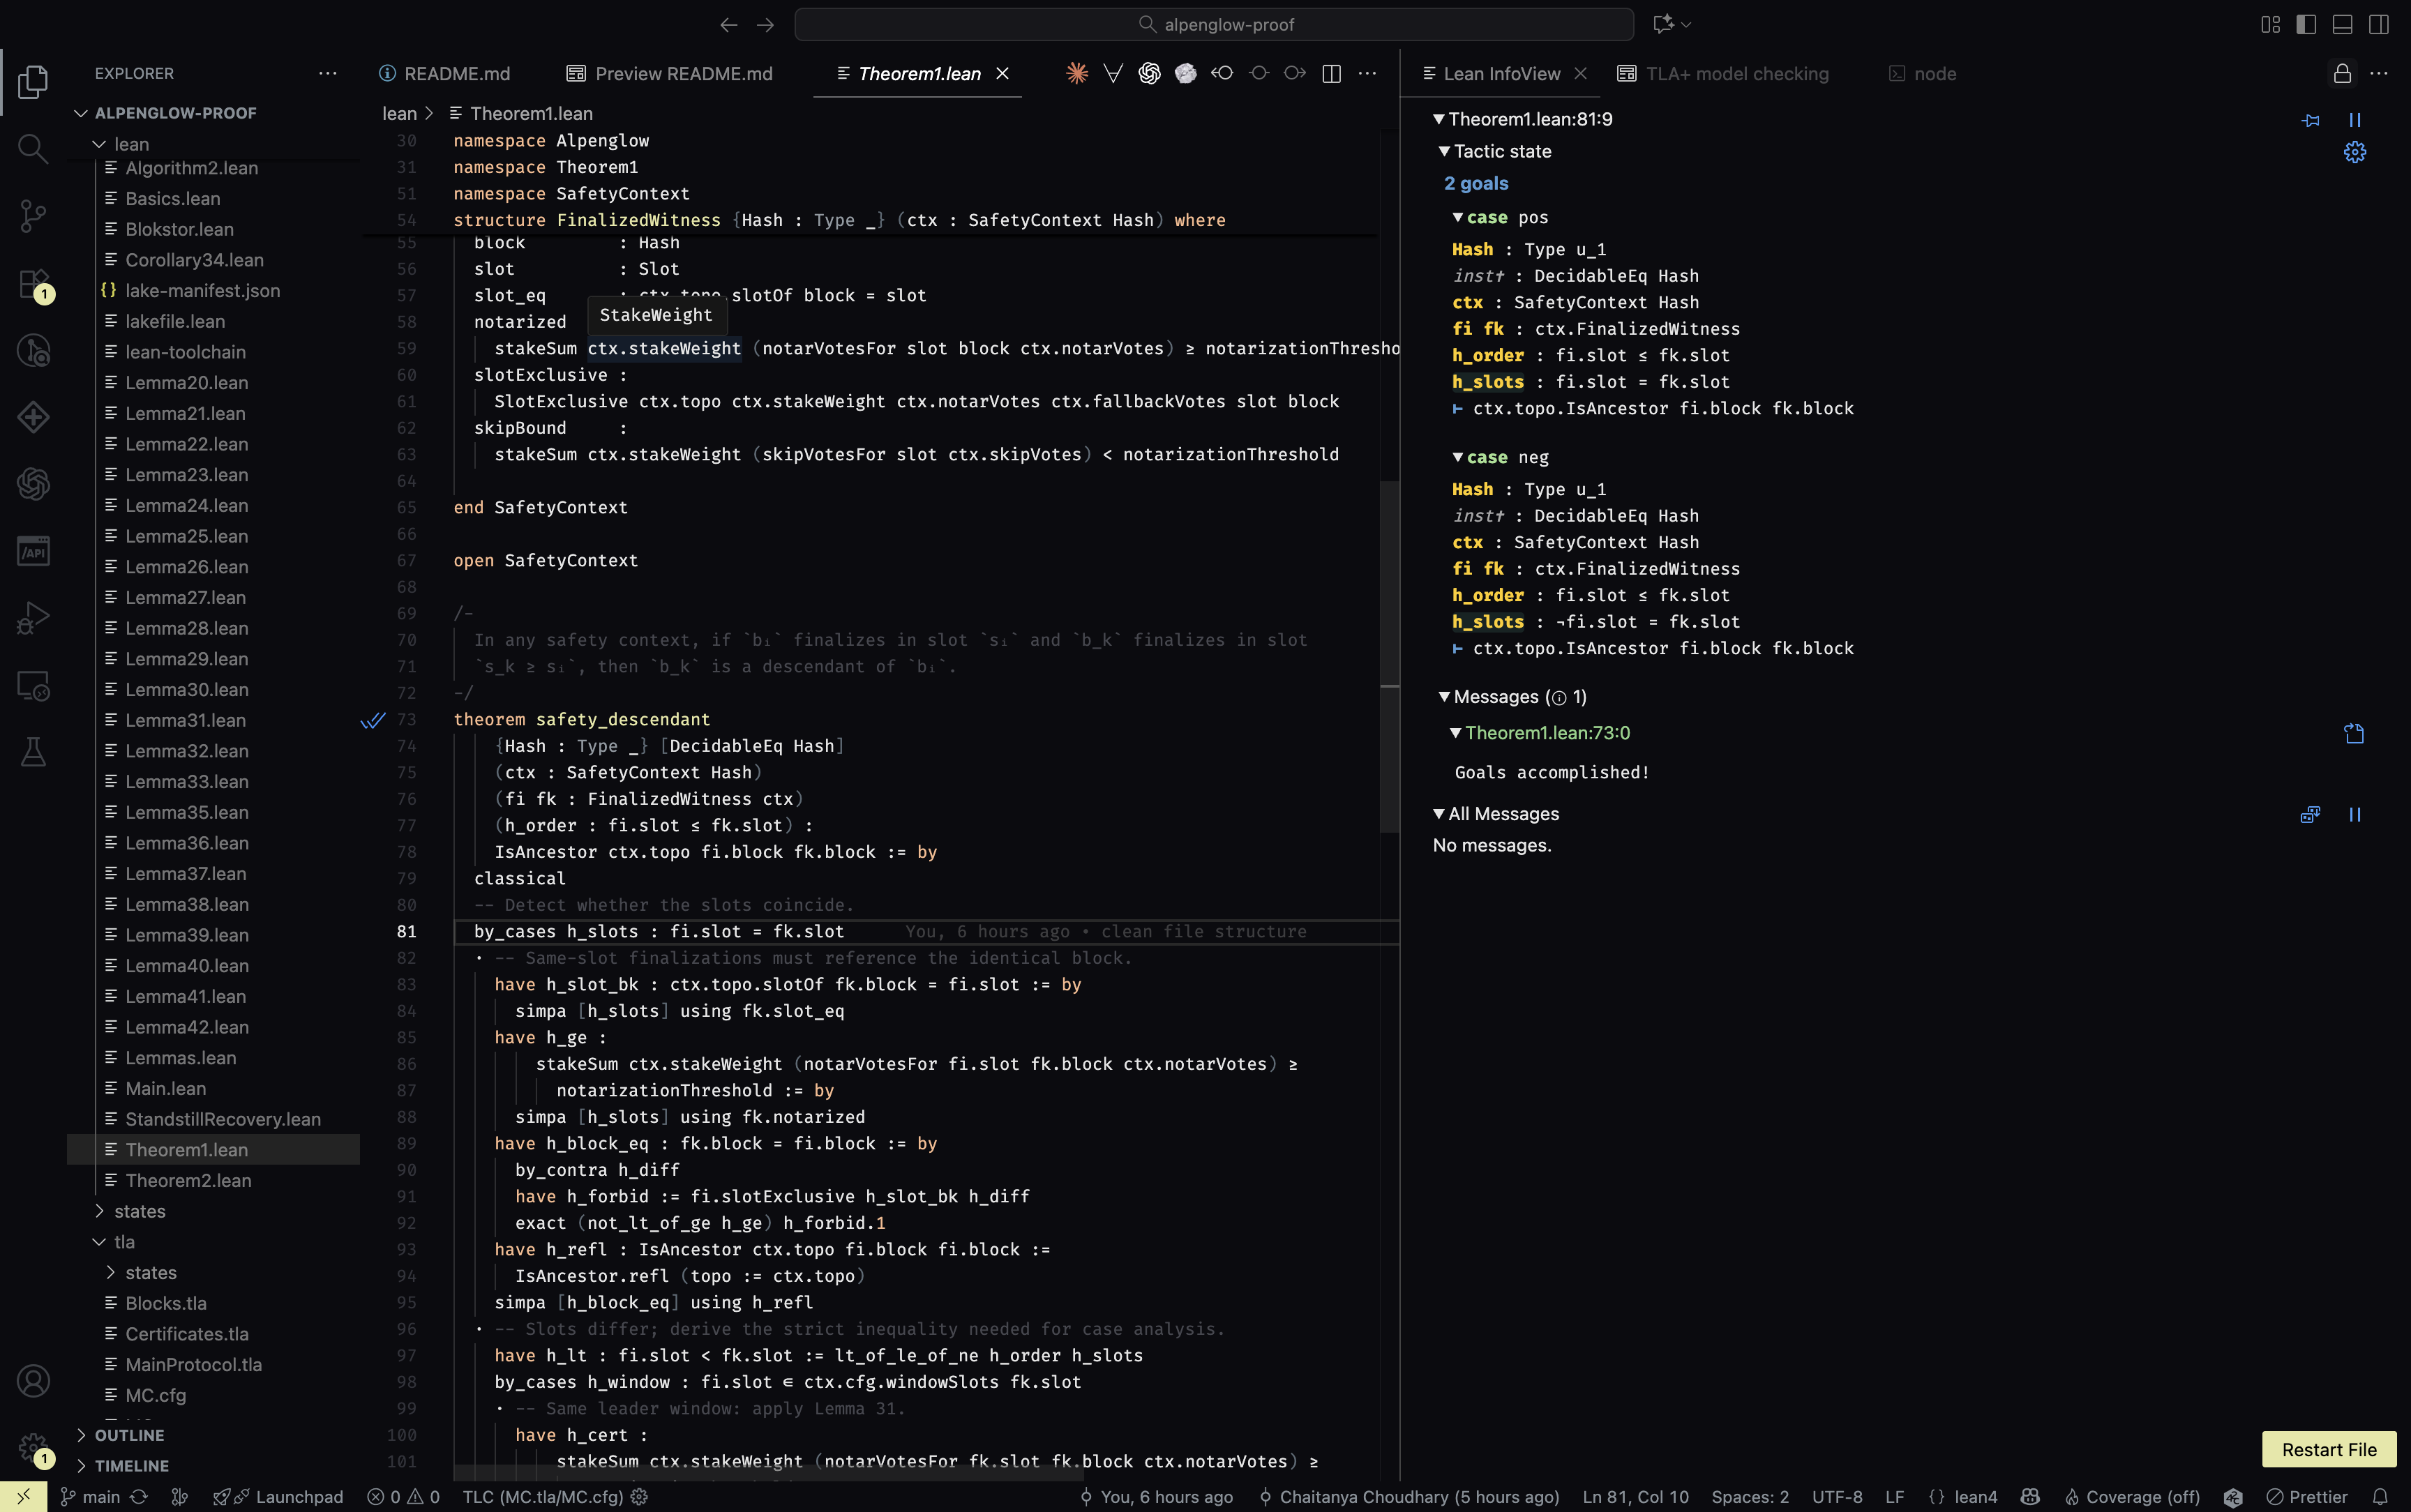 alpenglow-proof
EXPLORER
README.md
Preview README.md
Theorem1.lean
Lean InfoView
TLA+ model checking
node
ALPENGLOW-PROOF
lean
Algorithm2.lean
Basics.lean
Blokstor.lean
Corollary34.lean
lake-manifest.json
lakefile.lean
lean-toolchain
Lemma20.lean
Lemma21.lean
Lemma22.lean
Lemma23.lean
Lemma24.lean
Lemma25.lean
Lemma26.lean
Lemma27.lean
Lemma28.lean
Lemma29.lean
Lemma30.lean
Lemma31.lean
Lemma32.lean
Lemma33.lean
Lemma35.lean
Lemma36.lean
Lemma37.lean
Lemma38.lean
Lemma39.lean
Lemma40.lean
Lemma41.lean
Lemma42.lean
Lemmas.lean
Main.lean
StandstillRecovery.lean
Theorem1.lean
Theorem2.lean
states
tla
states
Blocks.tla
Certificates.tla
MainProtocol.tla
MC.cfg
OUTLINE
TIMELINE
1
/API
1
lean > Theorem1.lean
30 namespace Alpenglow
31 namespace Theorem1
51 namespace SafetyContext
54 structure FinalizedWitness {Hash : Type _} (ctx : SafetyContext Hash) where
55 block : Hash
56 slot : Slot
57 slot_eq : ctx.topo.slotOf block = slot
58 notarized
StakeWeight
59 stakeSum ctx.stakeWeight (notarVotesFor slot block ctx.notarVotes) ≥ notarizationThresho
60 slotExclusive :
61 SlotExclusive ctx.topo ctx.stakeWeight ctx.notarVotes ctx.fallbackVotes slot block
62 skipBound :
63 stakeSum ctx.stakeWeight (skipVotesFor slot ctx.skipVotes) < notarizationThreshold
64
65 end SafetyContext
66
67 open SafetyContext
68
69 /-
70 In any safety context, if `bᵢ` finalizes in slot `sᵢ` and `b_k` finalizes in slot
71 `s_k ≥ sᵢ`, then `b_k` is a descendant of `bᵢ`.
72 -/
73 theorem safety_descendant
74 {Hash : Type _} [DecidableEq Hash]
75 (ctx : SafetyContext Hash)
76 (fi fk : FinalizedWitness ctx)
77 (h_order : fi.slot ≤ fk.slot) :
78 IsAncestor ctx.topo fi.block fk.block := by
79 classical
80 -- Detect whether the slots coincide.
81 by_cases h_slots : fi.slot = fk.slot You, 6 hours ago • clean file structure
82 · -- Same-slot finalizations must reference the identical block.
83 have h_slot_bk : ctx.topo.slotOf fk.block = fi.slot := by
84 simpa [h_slots] using fk.slot_eq
85 have h_ge :
86 stakeSum ctx.stakeWeight (notarVotesFor fi.slot fk.block ctx.notarVotes) ≥
87 notarizationThreshold := by
88 simpa [h_slots] using fk.notarized
89 have h_block_eq : fk.block = fi.block := by
90 by_contra h_diff
91 have h_forbid := fi.slotExclusive h_slot_bk h_diff
92 exact (not_lt_of_ge h_ge) h_forbid.1
93 have h_refl : IsAncestor ctx.topo fi.block fi.block :=
94 IsAncestor.refl (topo := ctx.topo)
95 simpa [h_block_eq] using h_refl
96 · -- Slots differ; derive the strict inequality needed for case analysis.
97 have h_lt : fi.slot < fk.slot := lt_of_le_of_ne h_order h_slots
98 by_cases h_window : fi.slot ∈ ctx.cfg.windowSlots fk.slot
99 · -- Same leader window: apply Lemma 31.
100 have h_cert :
101 stakeSum ctx.stakeWeight (notarVotesFor fk.slot fk.block ctx.notarVotes) ≥
Theorem1.lean:81:9
Tactic state
2 goals
case pos
Hash : Type u_1
inst✝ : DecidableEq Hash
ctx : SafetyContext Hash
fi fk : ctx.FinalizedWitness
h_order : fi.slot ≤ fk.slot
h_slots : fi.slot = fk.slot
⊢ ctx.topo.IsAncestor fi.block fk.block
case neg
Hash : Type u_1
inst✝ : DecidableEq Hash
ctx : SafetyContext Hash
fi fk : ctx.FinalizedWitness
h_order : fi.slot ≤ fk.slot
h_slots : ¬fi.slot = fk.slot
⊢ ctx.topo.IsAncestor fi.block fk.block
Messages (1)
Theorem1.lean:73:0
Goals accomplished!
All Messages
No messages.
Restart File
main
Launchpad
0 0
TLC (MC.tla/MC.cfg)
You, 6 hours ago
Chaitanya Choudhary (5 hours ago)
Ln 81, Col 10
Spaces: 2
UTF-8
LF
{} lean4
Coverage (off)
Prettier